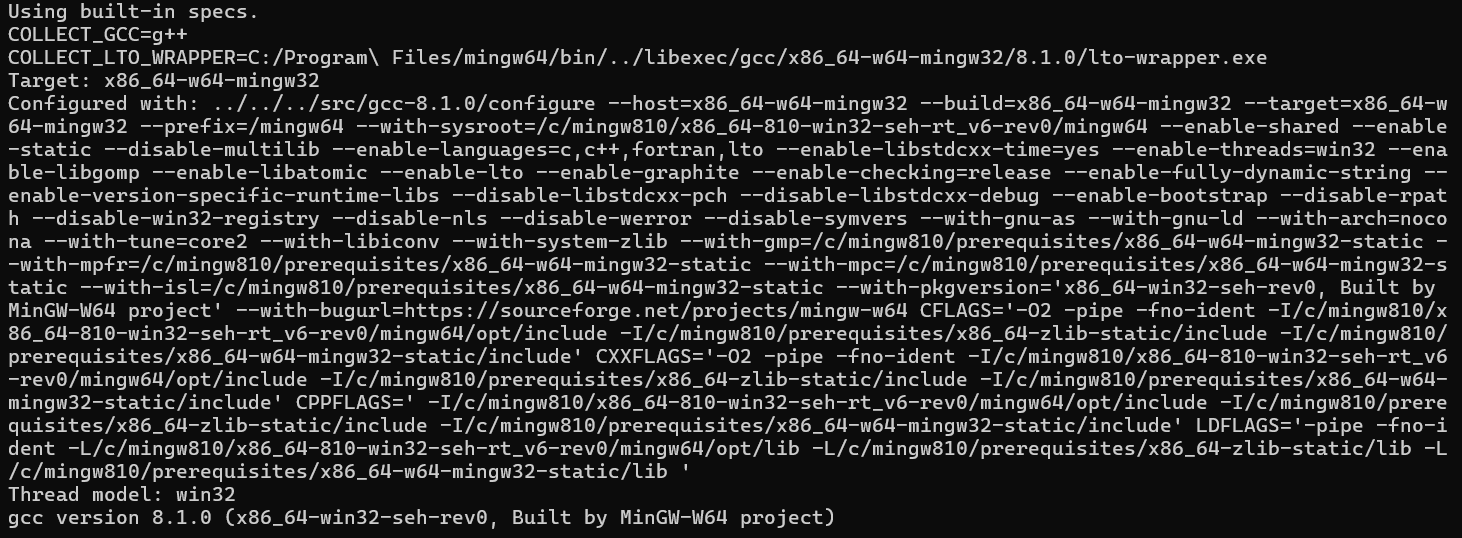 Using built-in specs.
COLLECT_GCC=g++
COLLECT_LTO_WRAPPER=C:/Program\ Files/mingw64/bin/../libexec/gcc/x86_64-w64-mingw32/8.1.0/lto-wrapper.exe
Target: x86_64-w64-mingw32
Configured with: ../../../src/gcc-8.1.0/configure --host=x86_64-w64-mingw32 --build=x86_64-w64-mingw32 --target=x86_64-w
64-mingw32 --prefix=/mingw64 --with-sysroot=/c/mingw810/x86_64-810-win32-seh-rt_v6-rev0/mingw64 --enable-shared --enable
-static --disable-multilib --enable-languages=c,c++,fortran,lto --enable-libstdcxx-time=yes --enable-threads=win32 --ena
ble-libgomp --enable-libatomic --enable-lto --enable-graphite --enable-checking=release --enable-fully-dynamic-string --
enable-version-specific-runtime-libs --disable-libstdcxx-pch --disable-libstdcxx-debug --enable-bootstrap --disable-rpat
h --disable-win32-registry --disable-nls --disable-werror --disable-symvers --with-gnu-as --with-gnu-ld --with-arch=noco
na --with-tune=core2 --with-libiconv --with-system-zlib --with-gmp=/c/mingw810/prerequisites/x86_64-w64-mingw32-static -
-with-mpfr=/c/mingw810/prerequisites/x86_64-w64-mingw32-static --with-mpc=/c/mingw810/prerequisites/x86_64-w64-mingw32-s
tatic --with-isl=/c/mingw810/prerequisites/x86_64-w64-mingw32-static --with-pkgversion='x86_64-win32-seh-rev0, Built by
MinGW-W64 project' --with-bugurl=https://sourceforge.net/projects/mingw-w64 CFLAGS='-O2 -pipe -fno-ident -I/c/mingw810/x
86_64-810-win32-seh-rt_v6-rev0/mingw64/opt/include -I/c/mingw810/prerequisites/x86_64-zlib-static/include -I/c/mingw810/
prerequisites/x86_64-w64-mingw32-static/include' CXXFLAGS='-O2 -pipe -fno-ident -I/c/mingw810/x86_64-810-win32-seh-rt_v6
-rev0/mingw64/opt/include -I/c/mingw810/prerequisites/x86_64-zlib-static/include -I/c/mingw810/prerequisites/x86_64-w64-
mingw32-static/include' CPPFLAGS=' -I/c/mingw810/x86_64-810-win32-seh-rt_v6-rev0/mingw64/opt/include -I/c/mingw810/prere
quisites/x86_64-zlib-static/include -I/c/mingw810/prerequisites/x86_64-w64-mingw32-static/include' LDFLAGS='-pipe -fno-i
dent -L/c/mingw810/x86_64-810-win32-seh-rt_v6-rev0/mingw64/opt/lib -L/c/mingw810/prerequisites/x86_64-zlib-static/lib -L
/c/mingw810/prerequisites/x86_64-w64-mingw32-static/lib '
Thread model: win32
gcc version 8.1.0 (x86_64-win32-seh-rev0, Built by MinGW-W64 project)